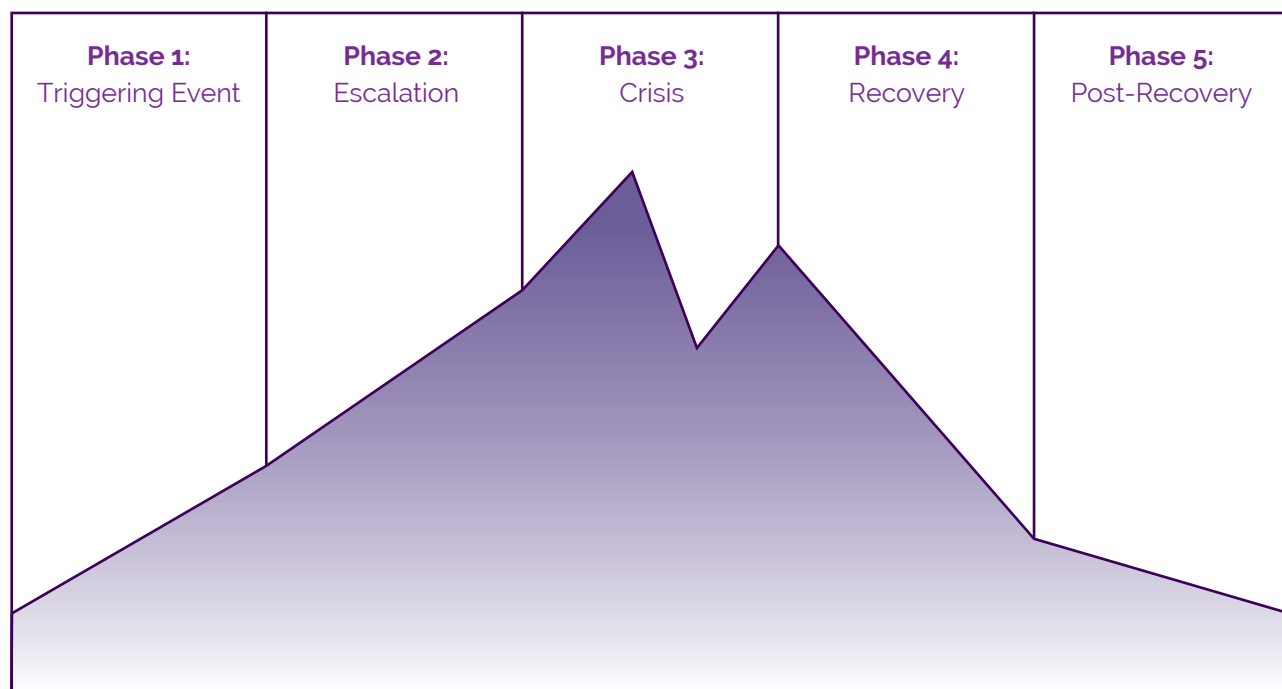 Phase 1:
Triggering Event
Phase 2:
Escalation
Phase 3:
Crisis
Phase 4:
Recovery
Phase 5:
Post-Recovery